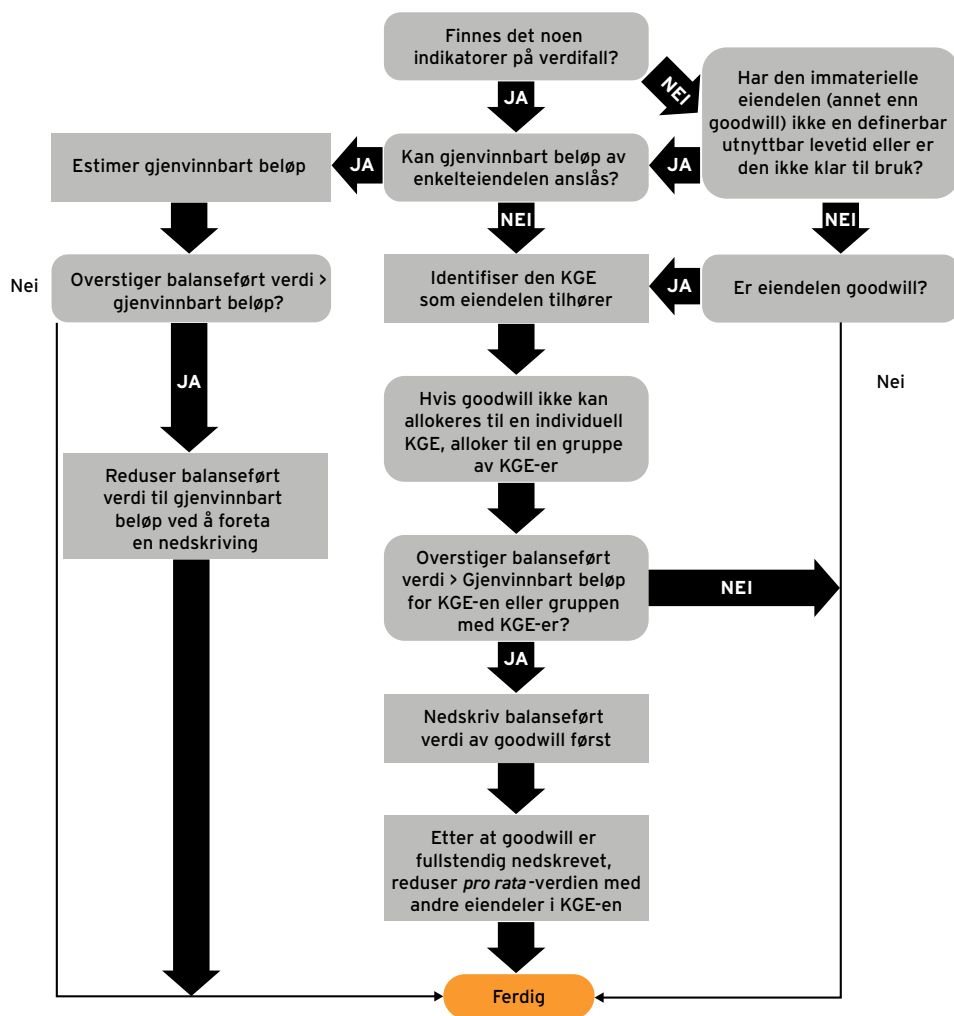 Finnes det noen
indikatorer på verdifall?
JA
NEI
Har den immaterielle
eiendelen (annet enn
goodwill) ikke en definerbar
utnyttbar levetid eller er
den ikke klar til bruk?
Estimer gjenvinnbart beløp
JA
Kan gjenvinnbart beløp av
enkelteiendelen anslås?
JA
NEI
NEI
Nei
Overstiger balanseført verdi >
gjenvinnbart beløp?
Identifiser den KGE
som eiendelen tilhører
JA
Er eiendelen goodwill?
JA
Nei
Hvis goodwill ikke kan
allokeres til en individuell
KGE, alloker til en gruppe
av KGE-er
Reduser balanseført
verdi til gjenvinnbart
beløp ved å foreta
en nedskriving
Overstiger balanseført
verdi > Gjenvinnbart beløp
for KGE-en eller gruppen
med KGE-er?
NEI
JA
Nedskriv balanseført
verdi av goodwill først
Etter at goodwill er
fullstendig nedskrevet,
reduser pro rata-verdien med
andre eiendeler i KGE-en
Ferdig